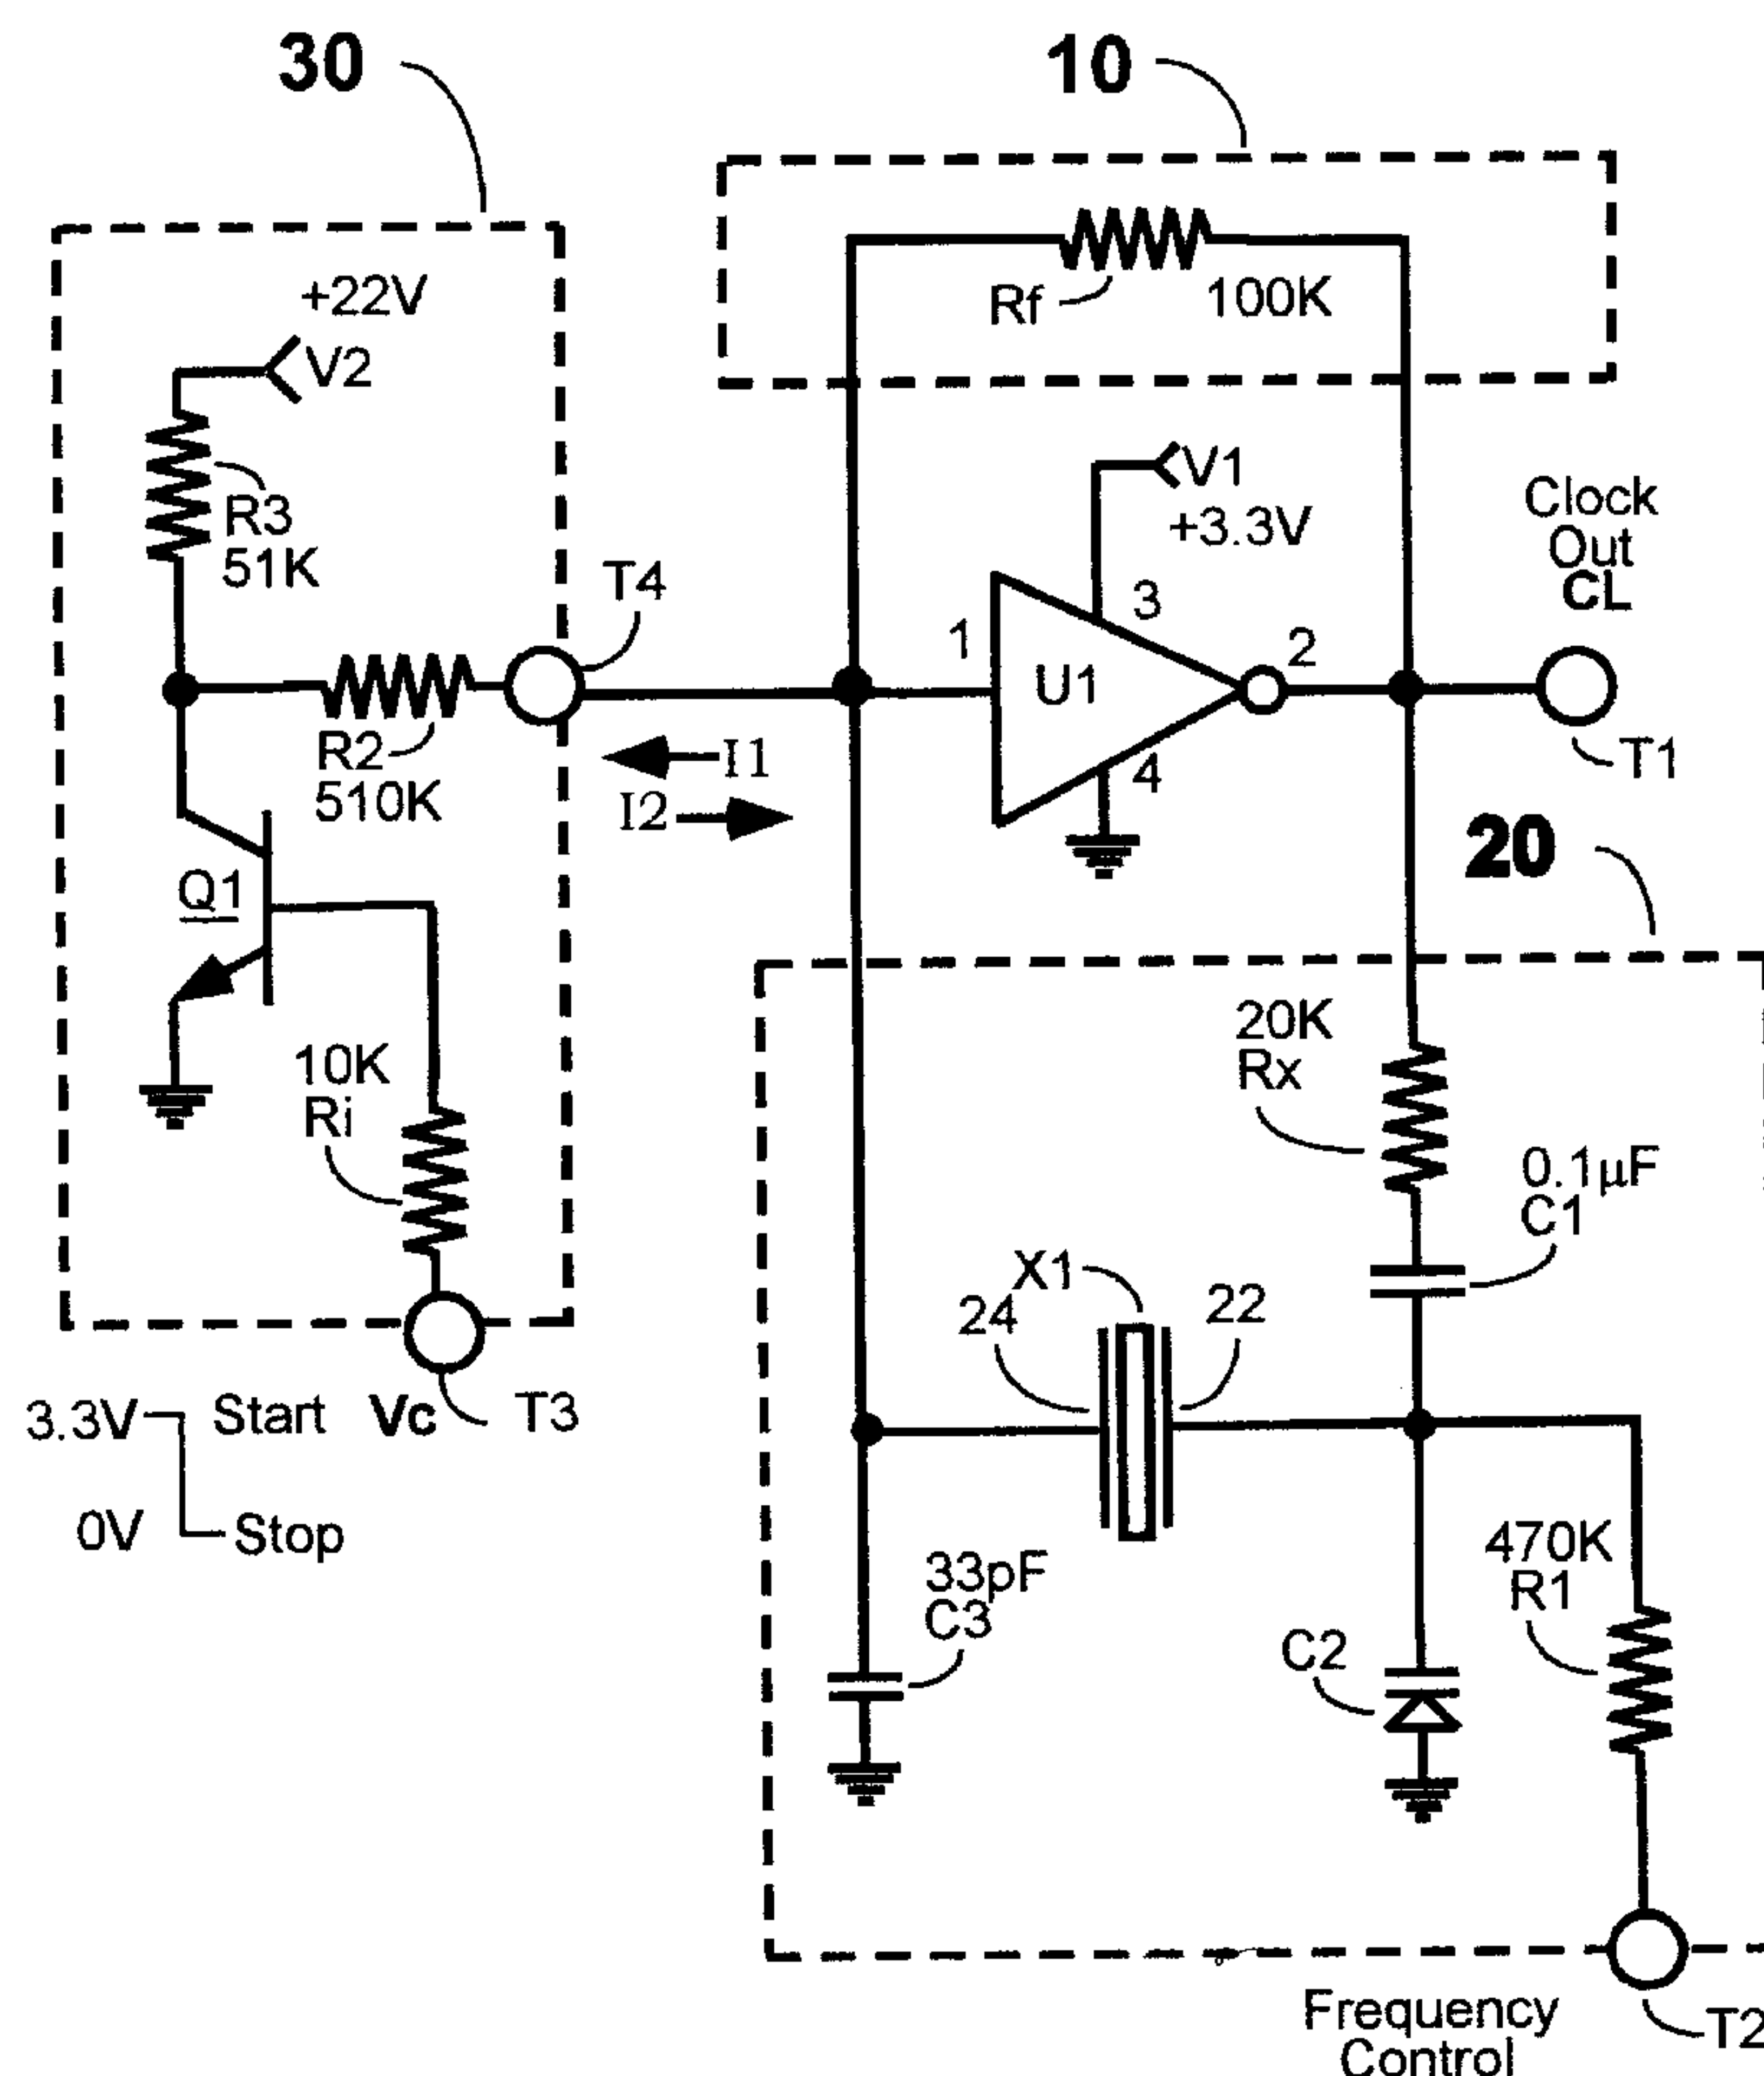 30
10
+22V
V2
Rf
100K
V1
+3.3V
Clock
Out
CL
R3
51K
T4
3
1
U1
2
R2
510K
I1
I2
4
T1
20
Q1
20K
Rx
10K
Ri
0.1µF
C1
X1
24
22
3.3V
Start
Vc
T3
0V
Stop
33pF
C3
470K
R1
C2
Frequency
Control
T2